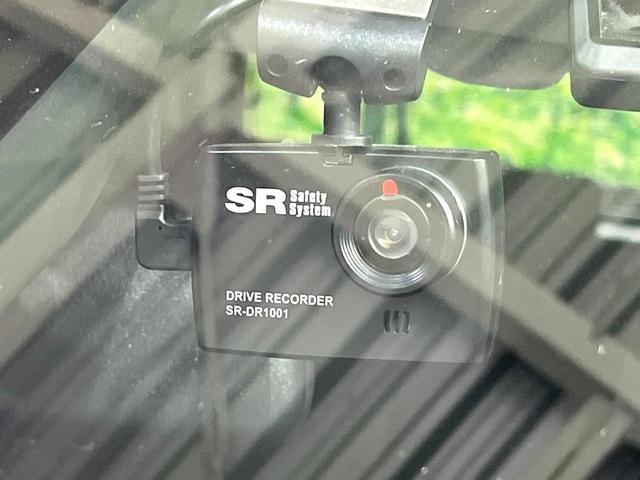 SR Safety System
DRIVE RECORDER
SR-DR1001